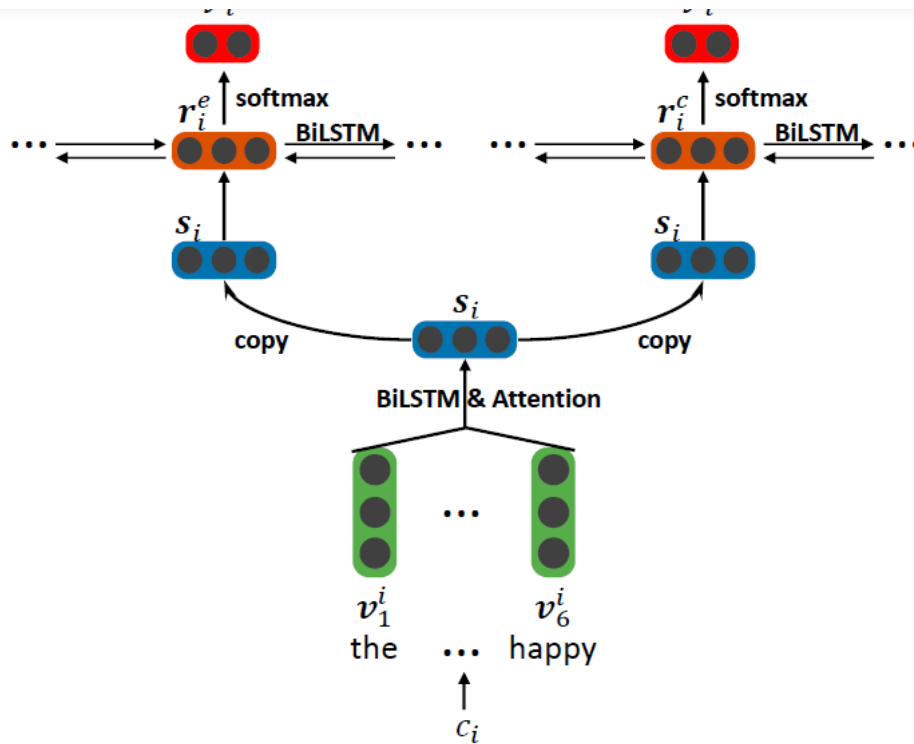 softmax softmax
r_i^e r_i^c
... BiLSTM ... ... BiLSTM ...
s_i s_i
s_i
copy copy
BiLSTM & Attention
...
v_1^i v_6^i
the ... happy
c_i